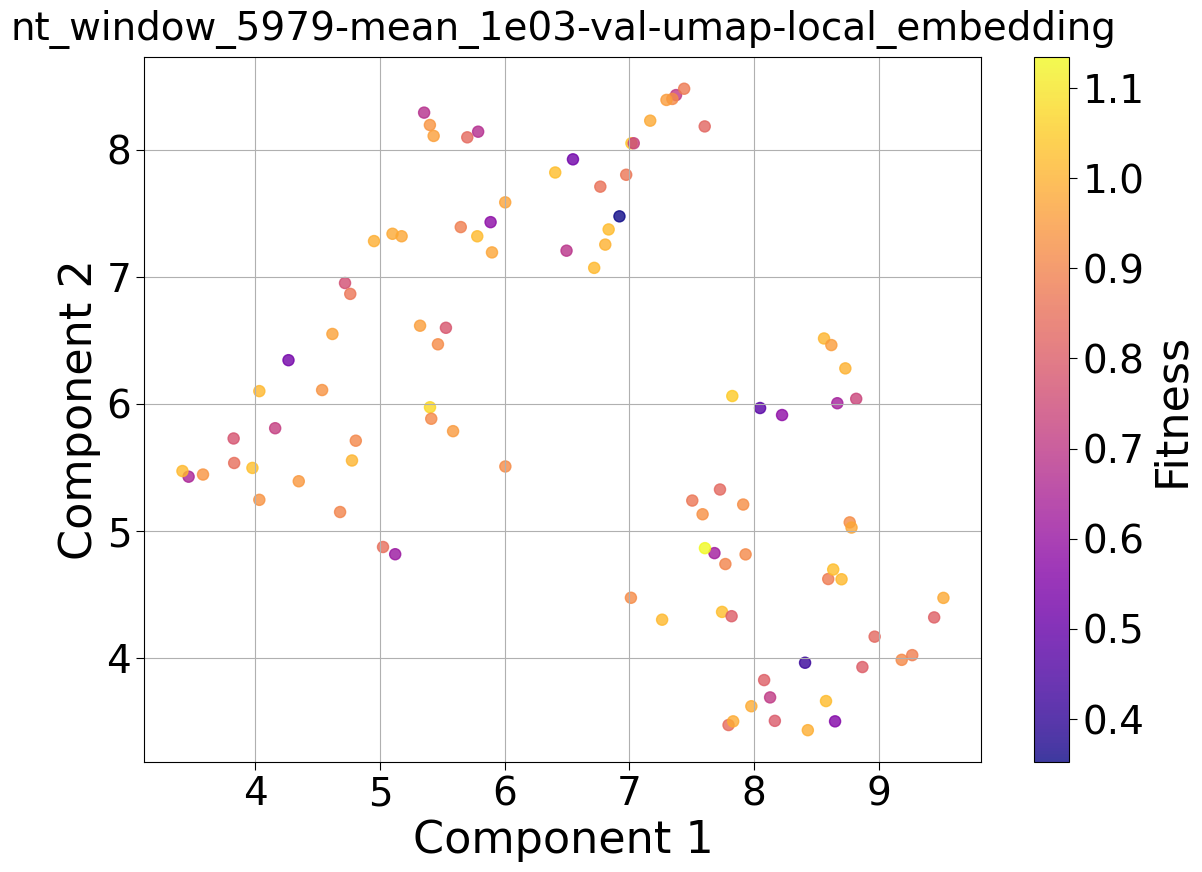 nt_window_5979-mean_1e03-val-umap-local_embedding
8
7
6
5
4
Component 2
4 5 6 7 8 9
Component 1
1.1
1.0
0.9
0.8
0.7
0.6
0.5
0.4
Fitness